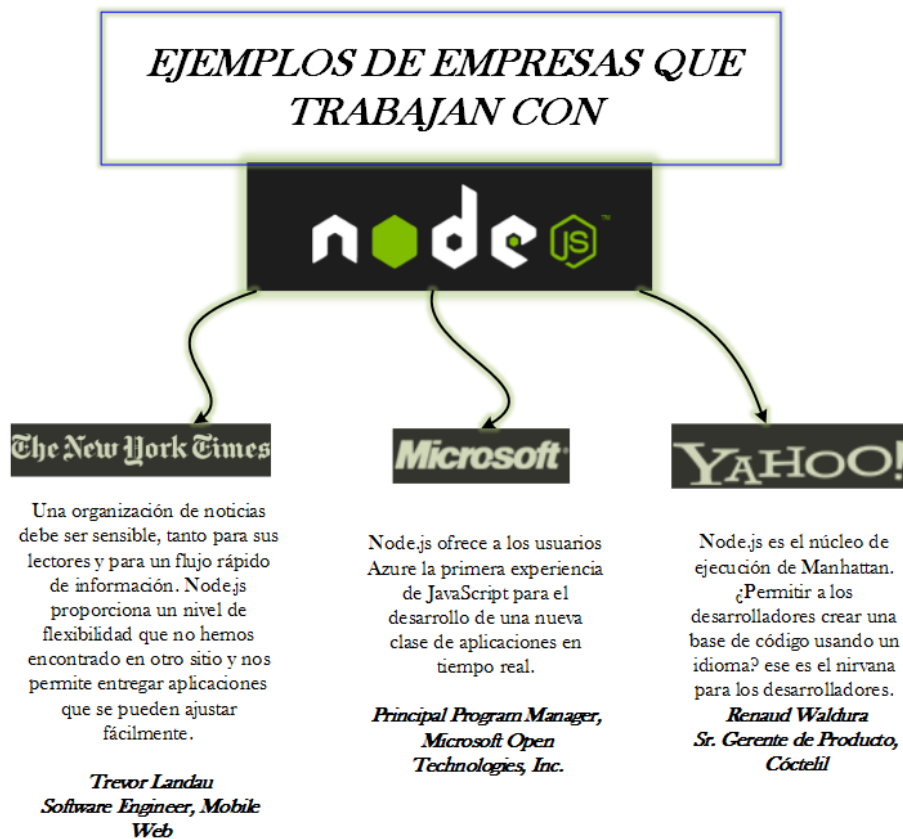 EJEMPLOS DE EMPRESAS QUE
TRABAJAN CON
node JS ™
The New York Times
Una organización de noticias
debe ser sensible, tanto para sus
lectores y para un flujo rápido
de información. Node.js
proporciona un nivel de
flexibilidad que no hemos
encontrado en otro sitio y nos
permite entregar aplicaciones
que se pueden ajustar
fácilmente.
Trevor Landau
Software Engineer, Mobile
Web
Microsoft
Node.js ofrece a los usuarios
Azure la primera experiencia
de JavaScript para el
desarrollo de una nueva
clase de aplicaciones en
tiempo real.
Principal Program Manager,
Microsoft Open
Technologies, Inc.
YAHOO!
Node.js es el núcleo de
ejecución de Manhattan.
¿Permitir a los
desarrolladores crear una
base de código usando un
idioma? ese es el nirvana
para los desarrolladores.
Renaud Waldura
Sr. Gerente de Producto,
Cóctelil